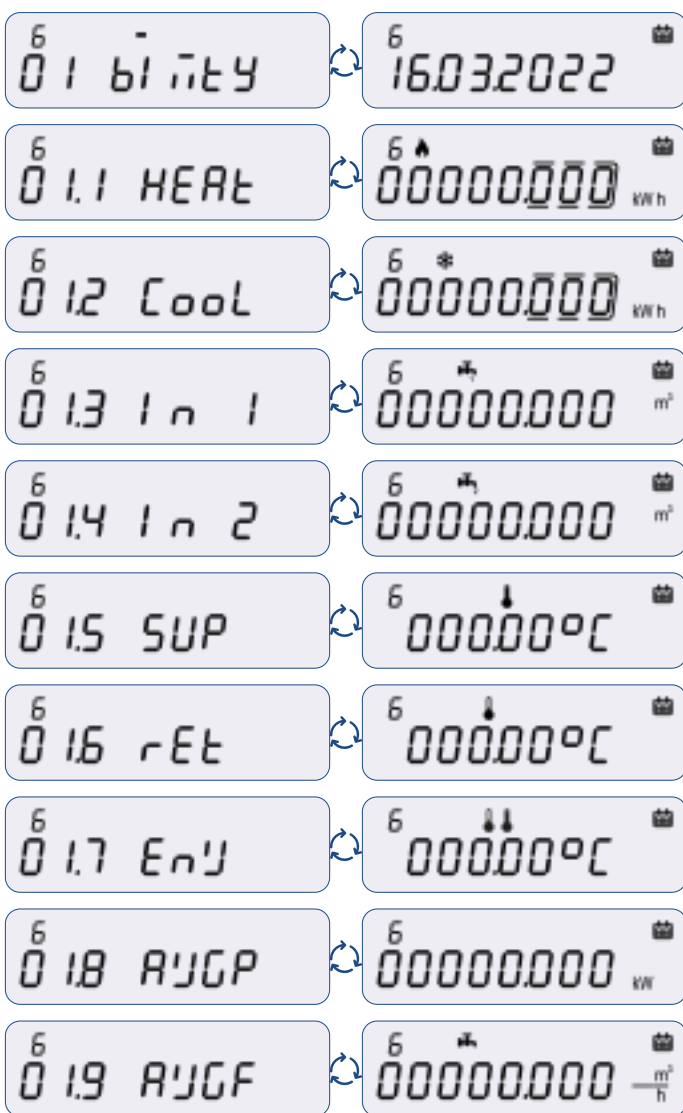 6
01 bImtY
6
16.03.2022
6
01.1 HEAt
6
00000.000 kWh
6
01.2 CooL
6
00000.000 kWh
6
01.3 In 1
6
00000.000 m³
6
01.4 In 2
6
00000.000 m³
6
01.5 SUP
6
000.00°C
6
01.6 rEt
6
000.00°C
6
01.7 EnV
6
000.00°C
6
01.8 AVGP
6
00000.000 kW
6
01.9 AVGF
6
00000.000 m³/h